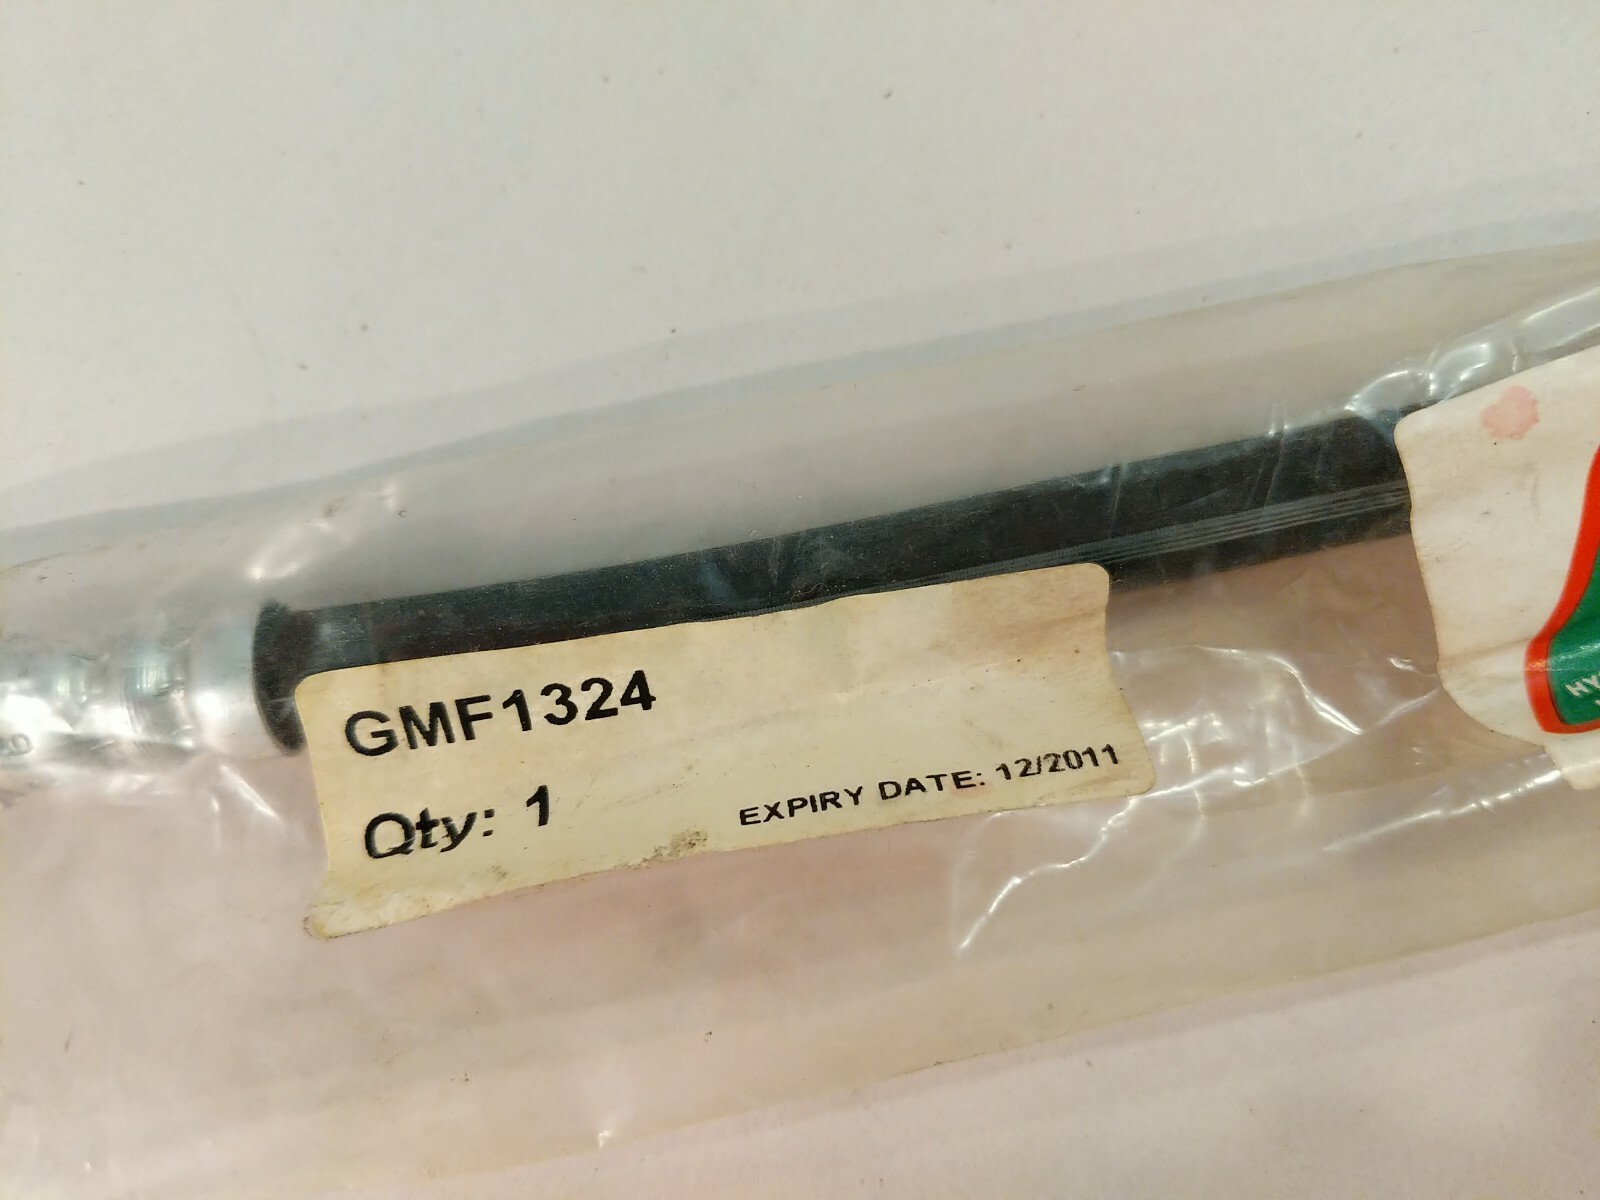 GMF1324
Qty: 1
EXPIRY DATE: 12/2011